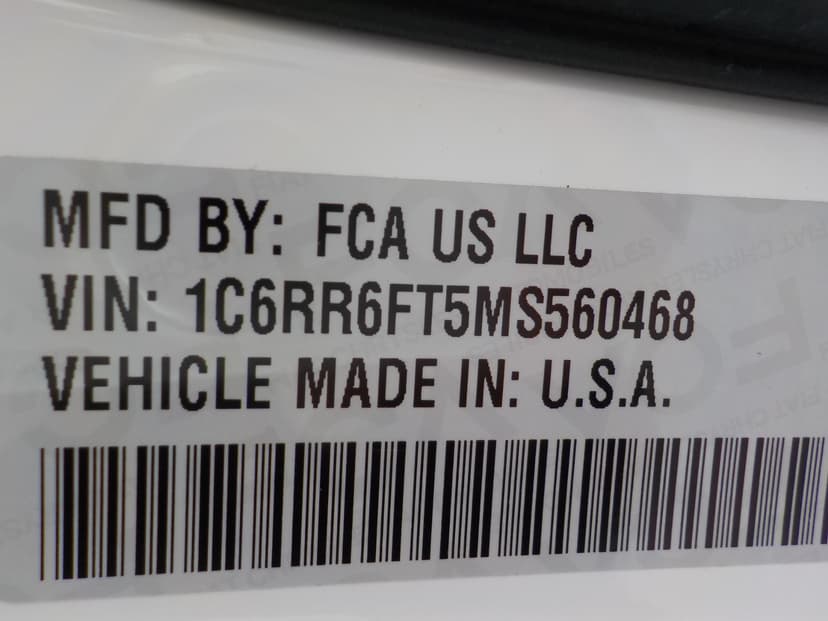 MFD BY: FCA US LLC
VIN: 1C6RR6FT5MS560468
VEHICLE MADE IN: U.S.A.